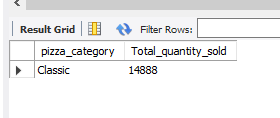 Result Grid Filter Rows:
pizza_category Total_quantity_sold
Classic 14888